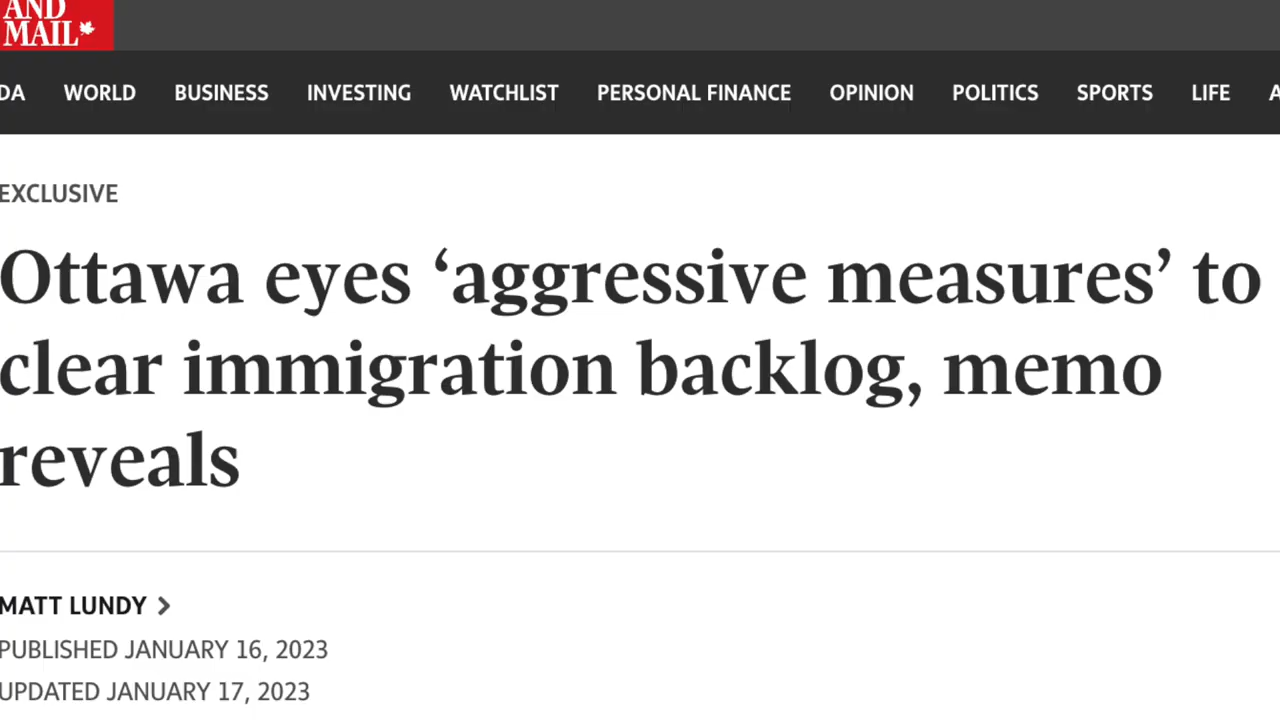 AND
MAIL
DA WORLD BUSINESS INVESTING WATCHLIST PERSONAL FINANCE OPINION POLITICS SPORTS LIFE A
EXCLUSIVE
Ottawa eyes ‘aggressive measures’ to
clear immigration backlog, memo
reveals
MATT LUNDY
PUBLISHED JANUARY 16, 2023
UPDATED JANUARY 17, 2023